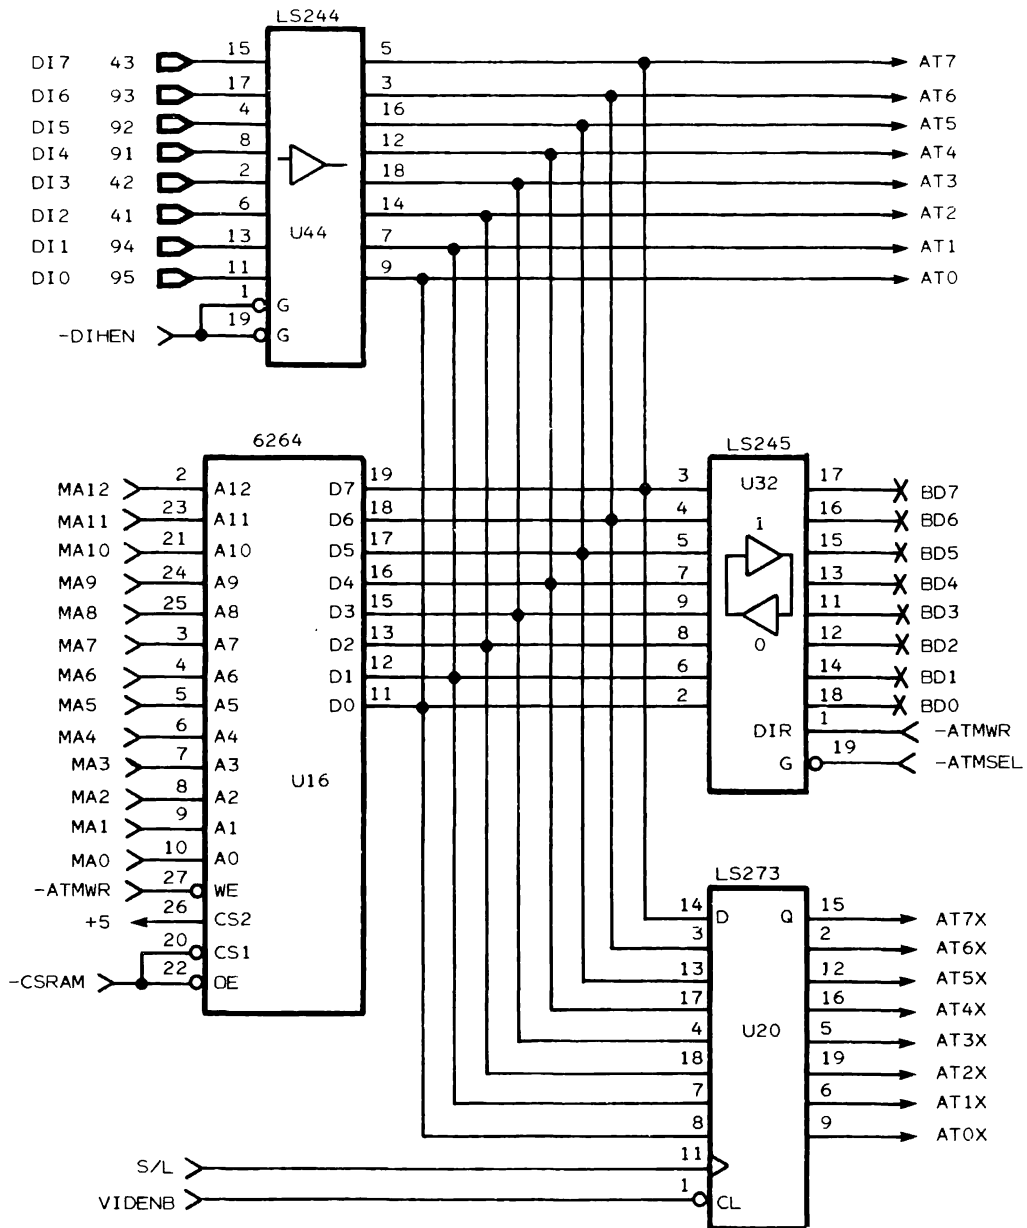 LS244
DI7 43 15 5 AT7
DI6 93 17 3 AT6
DI5 92 4 16 AT5
DI4 91 8 12 AT4
DI3 42 2 18 AT3
DI2 41 6 14 AT2
U44
DI1 94 13 7 AT1
DI0 95 11 9 AT0
1 G
-DIHEN 19 G
6264 LS245
MA12 2 A12 D7 19 3 U32 17 BD7
MA11 23 A11 D6 18 4 1 16 BD6
MA10 21 A10 D5 17 5 15 BD5
MA9 24 A9 D4 16 7 13 BD4
MA8 25 A8 D3 15 9 11 BD3
MA7 3 A7 D2 13 8 0 12 BD2
MA6 4 A6 D1 12 6 14 BD1
MA5 5 A5 D0 11 2 18 BD0
MA4 6 A4 DIR 1 -ATMWR
MA3 7 A3 G 19 -ATMSEL
U16
MA2 8 A2
MA1 9 A1
MA0 10 A0
-ATMWR 27 WE LS273
+5 26 CS2 14 D Q 15 AT7X
20 CS1 3 2 AT6X
-CSRAM 22 OE 13 12 AT5X
17 16 AT4X
U20
4 5 AT3X
18 19 AT2X
7 6 AT1X
8 9 AT0X
S/L 11
VIDENB 1 CL